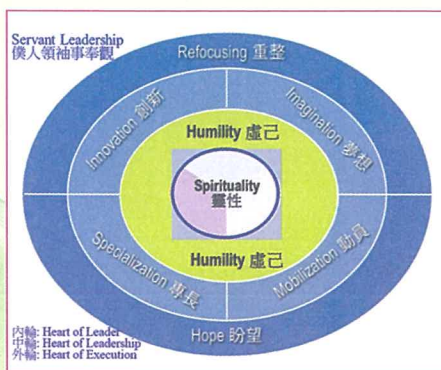 Servant Leadership
僕人領袖事奉觀
Refocusing 重整
Innovation 創新
Imagination 夢想
Humility 虛己
Spirituality
靈性
Humility 虛己
Specialization 專長
Mobilization 動員
Hope 盼望
內輪: Heart of Leader
中輪: Heart of Leadership
外輪: Heart of Execution